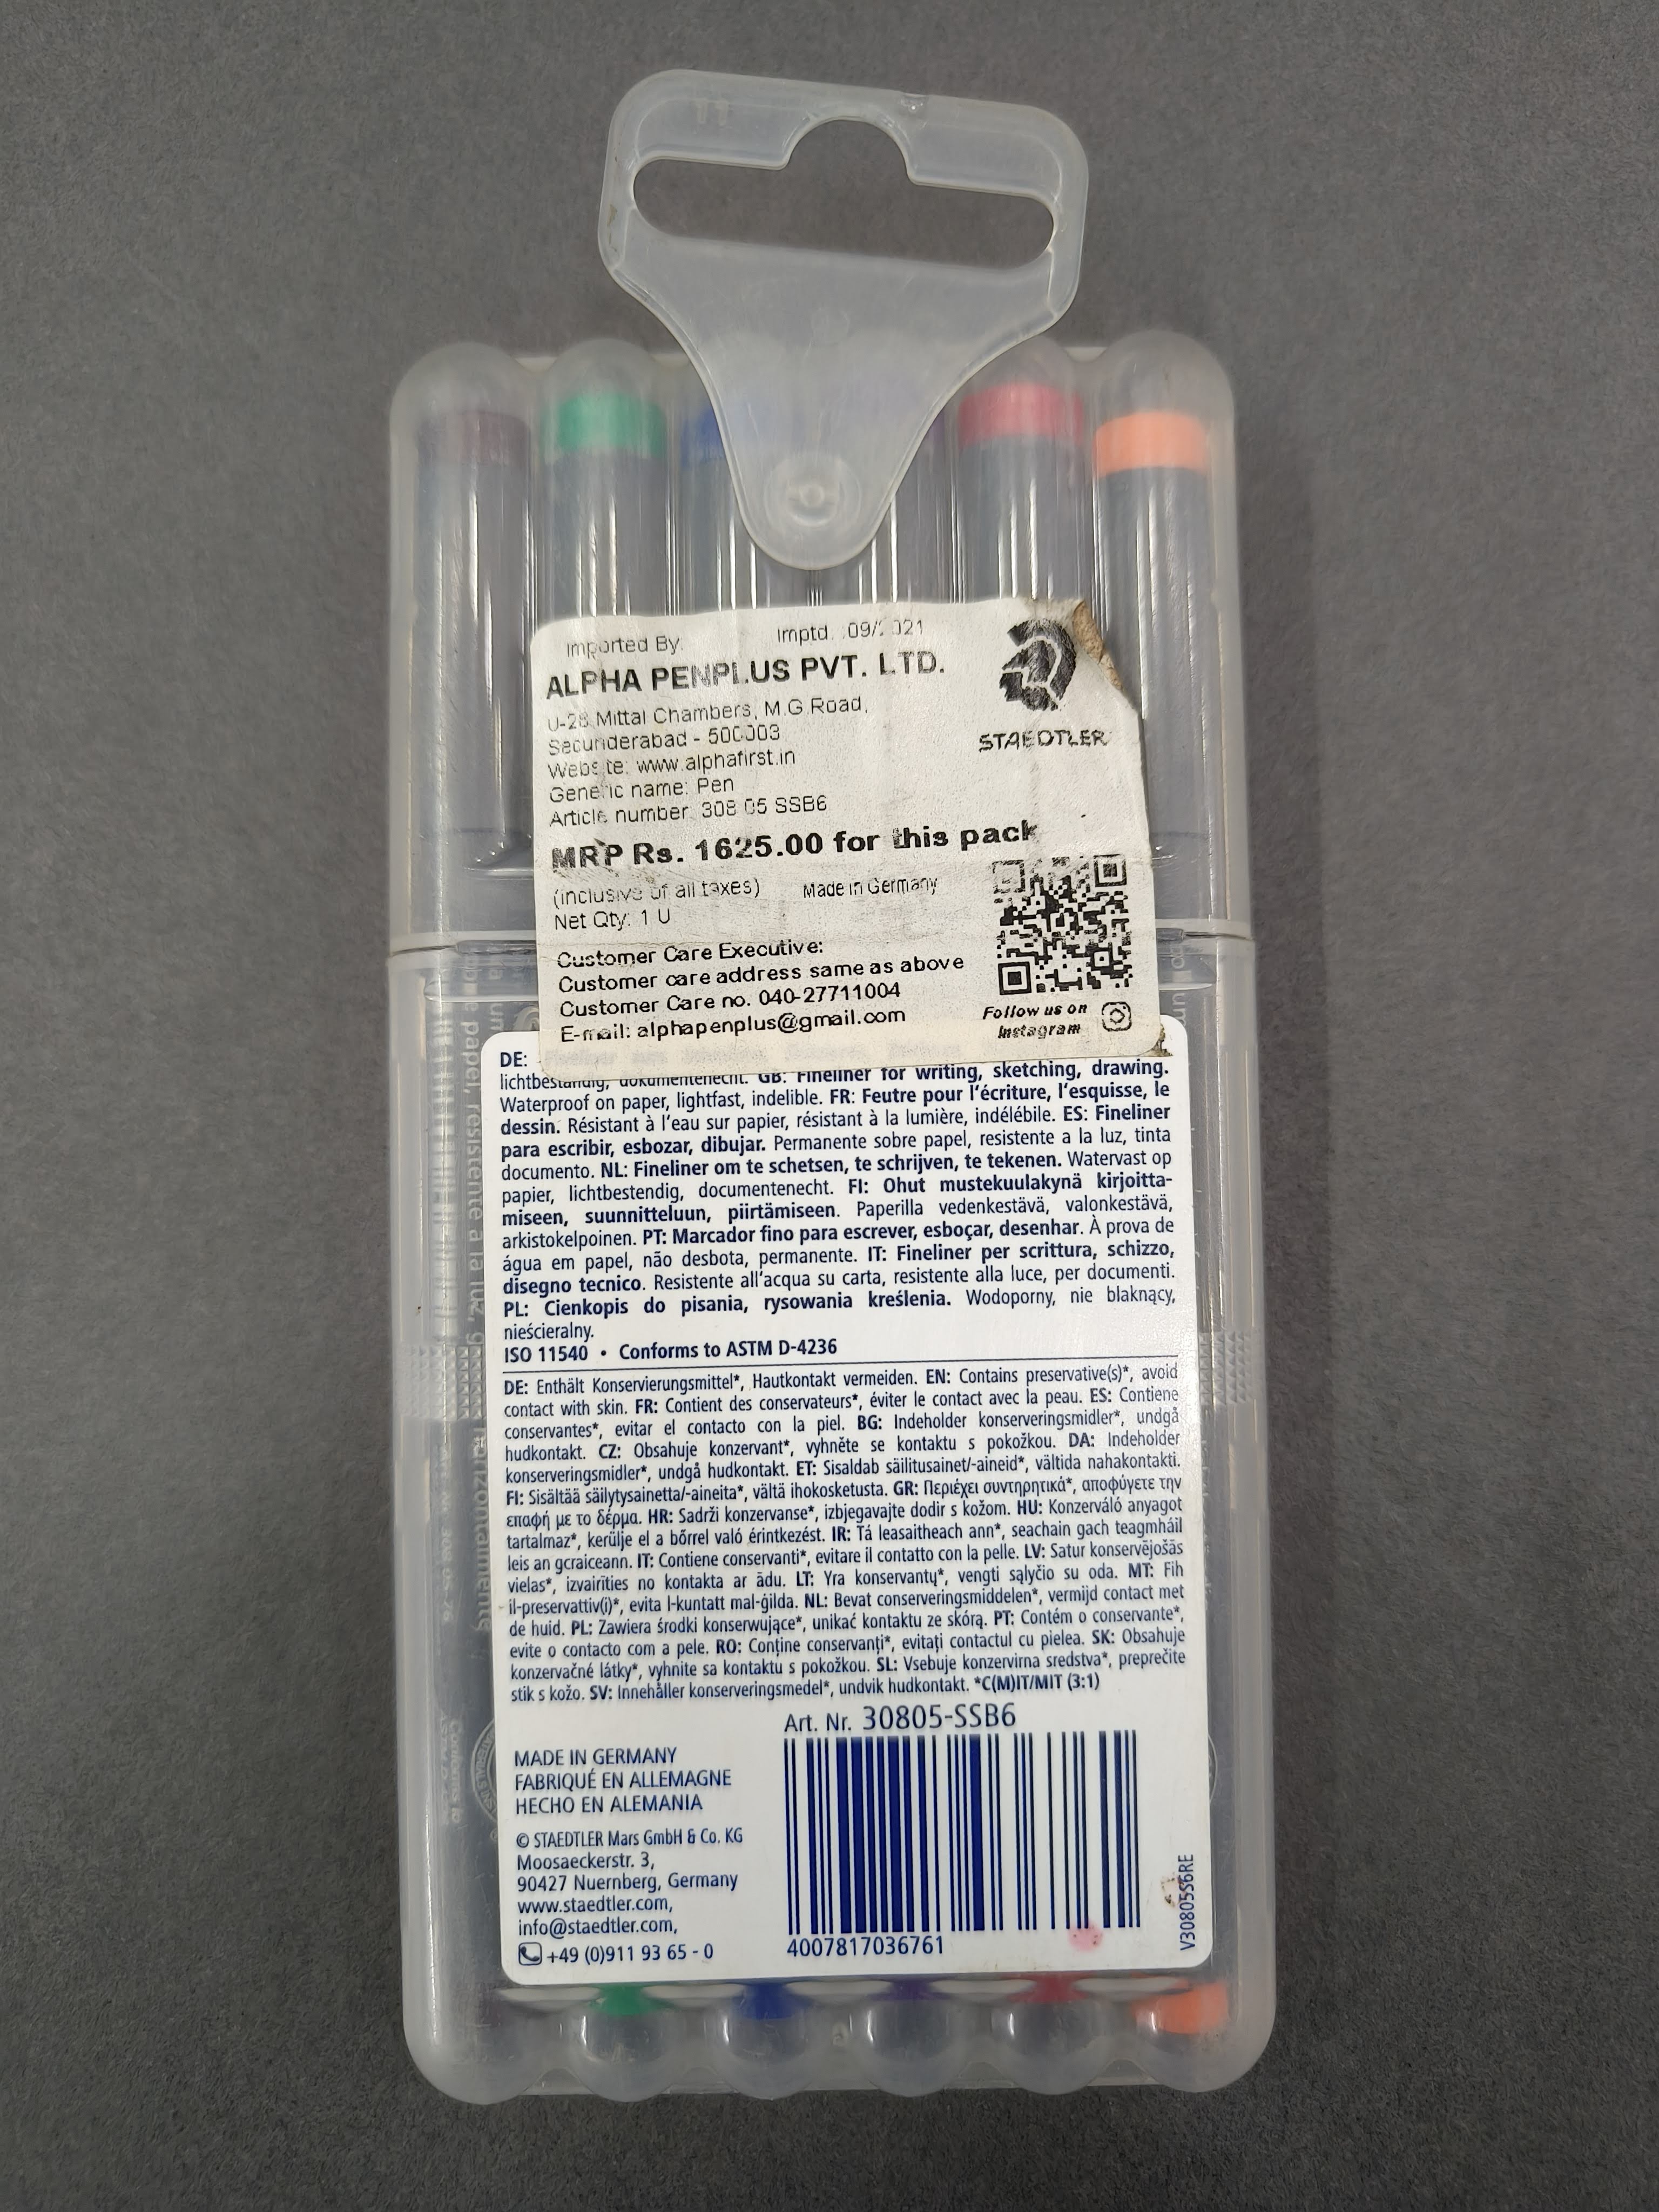 Imported By:
Imptd. 09/2021
ALPHA PENPLUS PVT. LTD.
U-28 Mittal Chambers, M.G.Road,
Secunderabad - 500003
Website: www.alphafirst.in
Generic name: Pen
Article number: 308 05 SSB6
STAEDTLER
MRP Rs. 1625.00 for this pack
(inclusive of all taxes) Made in Germany
Net Qty: 1 U
Customer Care Executive:
Customer care address same as above
Customer Care no. 040-27711004
E-mail: alphapenplus@gmail.com
Follow us on
Instagram
DE:
lichtbeständig, dokumentenecht. GB: Fineliner for writing, sketching, drawing.
Waterproof on paper, lightfast, indelible. FR: Feutre pour l'écriture, l'esquisse, le
dessin. Résistant à l'eau sur papier, résistant à la lumière, indélébile. ES: Fineliner
para escribir, esbozar, dibujar. Permanente sobre papel, resistente a la luz, tinta
documento. NL: Fineliner om te schetsen, te schrijven, te tekenen. Watervast op
papier, lichtbestendig, documentenecht. FI: Ohut mustekuulakynä kirjoitta-
miseen, suunnitteluun, piirtämiseen. Paperilla vedenkestävä, valonkestävä,
arkistokelpoinen. PT: Marcador fino para escrever, esboçar, desenhar. À prova de
água em papel, não desbota, permanente. IT: Fineliner per scrittura, schizzo,
disegno tecnico. Resistente all'acqua su carta, resistente alla luce, per documenti.
PL: Cienkopis do pisania, rysowania kreślenia. Wodoporny, nie blaknący,
nieścieralny.
ISO 11540 • Conforms to ASTM D-4236
DE: Enthält Konservierungsmittel*, Hautkontakt vermeiden. EN: Contains preservative(s)*, avoid
contact with skin. FR: Contient des conservateurs*, éviter le contact avec la peau. ES: Contiene
conservantes*, evitar el contacto con la piel. BG: Indeholder konserveringsmidler*, undgå
hudkontakt. CZ: Obsahuje konzervant*, vyhněte se kontaktu s pokožkou. DA: Indeholder
konserveringsmidler*, undgå hudkontakt. ET: Sisaldab säilitusainet/-aineid*, vältida nahakontakti.
FI: Sisältää säilytysainetta/-aineita*, vältä ihokosketusta. GR: Περιέχει συντηρητικά*, αποφύγετε την
επαφή με το δέρμα. HR: Sadrži konzervanse*, izbjegavajte dodir s kožom. HU: Konzerváló anyagot
tartalmaz*, kerülje el a bőrrel való érintkezést. IR: Tá leasaitheach ann*, seachain gach teagmháil
leis an gcraiceann. IT: Contiene conservanti*, evitare il contatto con la pelle. LV: Satur konservējošās
vielas*, izvairīties no kontakta ar ādu. LT: Yra konservantų*, vengti sąlyčio su oda. MT: Fih
il-preservattiv(i)*, evita l-kuntatt mal-ġilda. NL: Bevat conserveringsmiddelen*, vermijd contact met
de huid. PL: Zawiera środki konserwujące*, unikać kontaktu ze skórą. PT: Contém o conservante*,
evite o contacto com a pele. RO: Conține conservanți*, evitați contactul cu pielea. SK: Obsahuje
konzervačné látky*, vyhnite sa kontaktu s pokožkou. SL: Vsebuje konzervirna sredstva*, preprečite
stik s kožo. SV: Innehåller konserveringsmedel*, undvik hudkontakt. *C(M)IT/MIT (3:1)
Art. Nr. 30805-SSB6
MADE IN GERMANY
FABRIQUÉ EN ALLEMAGNE
HECHO EN ALEMANIA
© STAEDTLER Mars GmbH & Co. KG
Moosaeckerstr. 3,
90427 Nuernberg, Germany
www.staedtler.com,
info@staedtler.com,
+49 (0)911 93 65 - 0
4007817036761
V30805S6RE
papel, resistente a la luz,